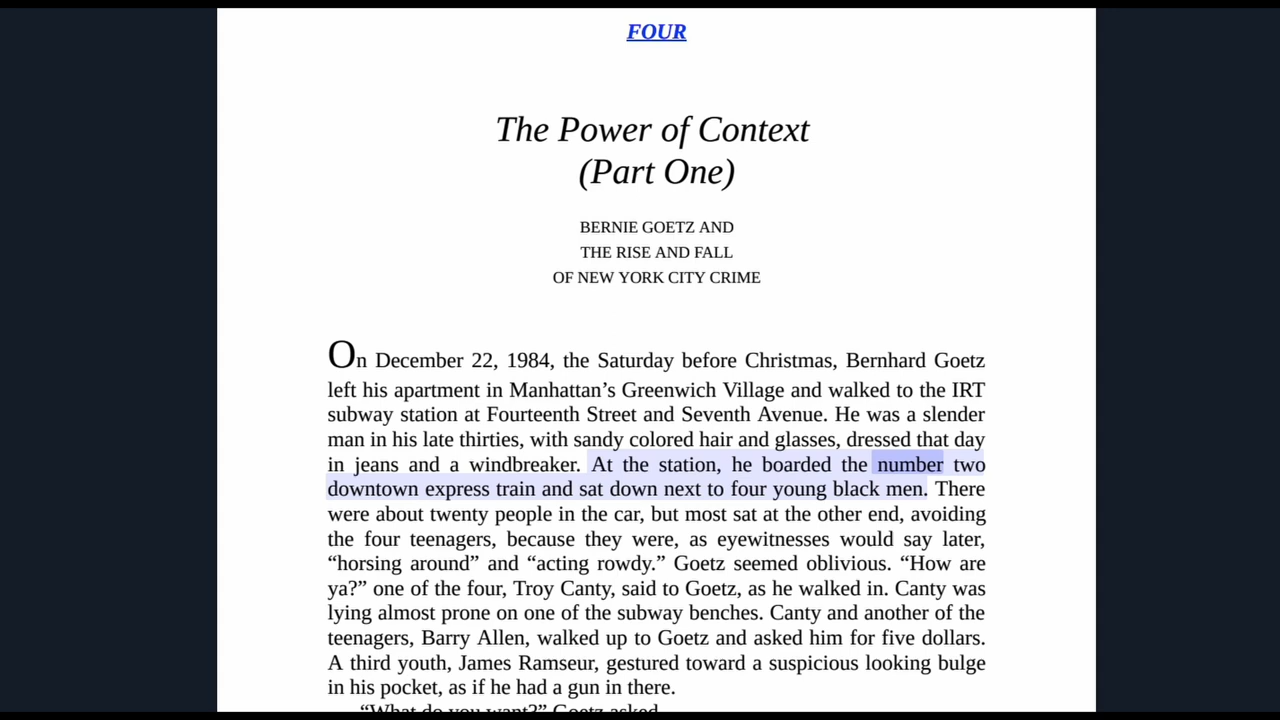 FOUR
The Power of Context
(Part One)
BERNIE GOETZ AND
THE RISE AND FALL
OF NEW YORK CITY CRIME
On December 22, 1984, the Saturday before Christmas, Bernhard Goetz
left his apartment in Manhattan’s Greenwich Village and walked to the IRT
subway station at Fourteenth Street and Seventh Avenue. He was a slender
man in his late thirties, with sandy colored hair and glasses, dressed that day
in jeans and a windbreaker. At the station, he boarded the number two
downtown express train and sat down next to four young black men. There
were about twenty people in the car, but most sat at the other end, avoiding
the four teenagers, because they were, as eyewitnesses would say later,
“horsing around” and “acting rowdy.” Goetz seemed oblivious. “How are
ya?” one of the four, Troy Canty, said to Goetz, as he walked in. Canty was
lying almost prone on one of the subway benches. Canty and another of the
teenagers, Barry Allen, walked up to Goetz and asked him for five dollars.
A third youth, James Ramseur, gestured toward a suspicious looking bulge
in his pocket, as if he had a gun in there.
“What do you want?” Goetz asked.